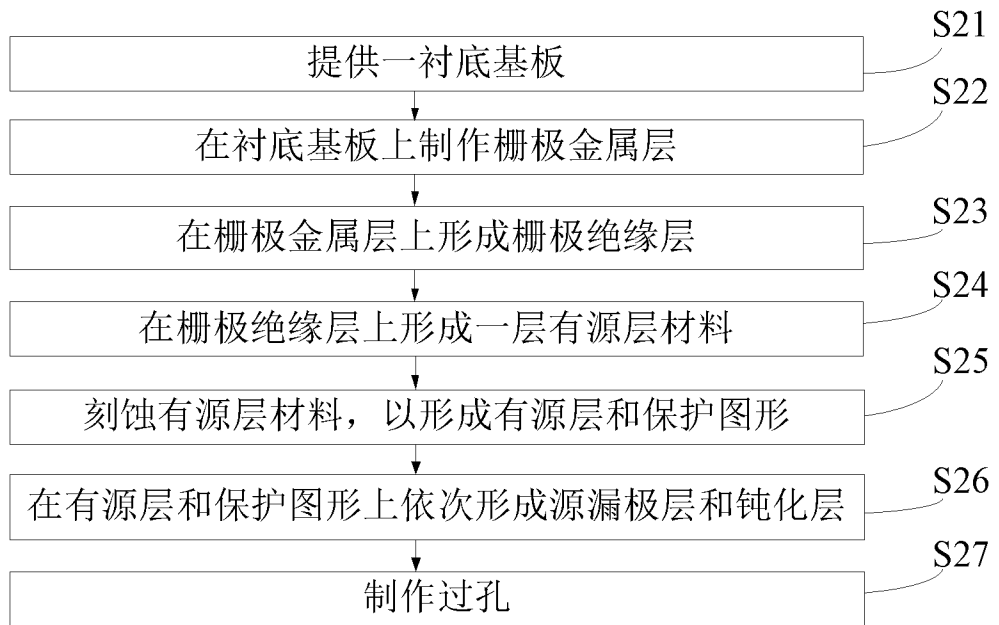 S21
提供一衬底基板
S22
在衬底基板上制作栅极金属层
S23
在栅极金属层上形成栅极绝缘层
S24
在栅极绝缘层上形成一层有源层材料
S25
刻蚀有源层材料，以形成有源层和保护图形
S26
在有源层和保护图形上依次形成源漏极层和钝化层
S27
制作过孔